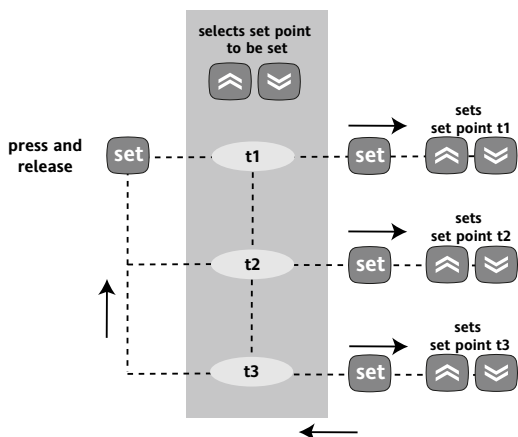 selects set point
to be set
press and
release
set
t1
set
sets
set point t1
t2
set
sets
set point t2
t3
set
sets
set point t3